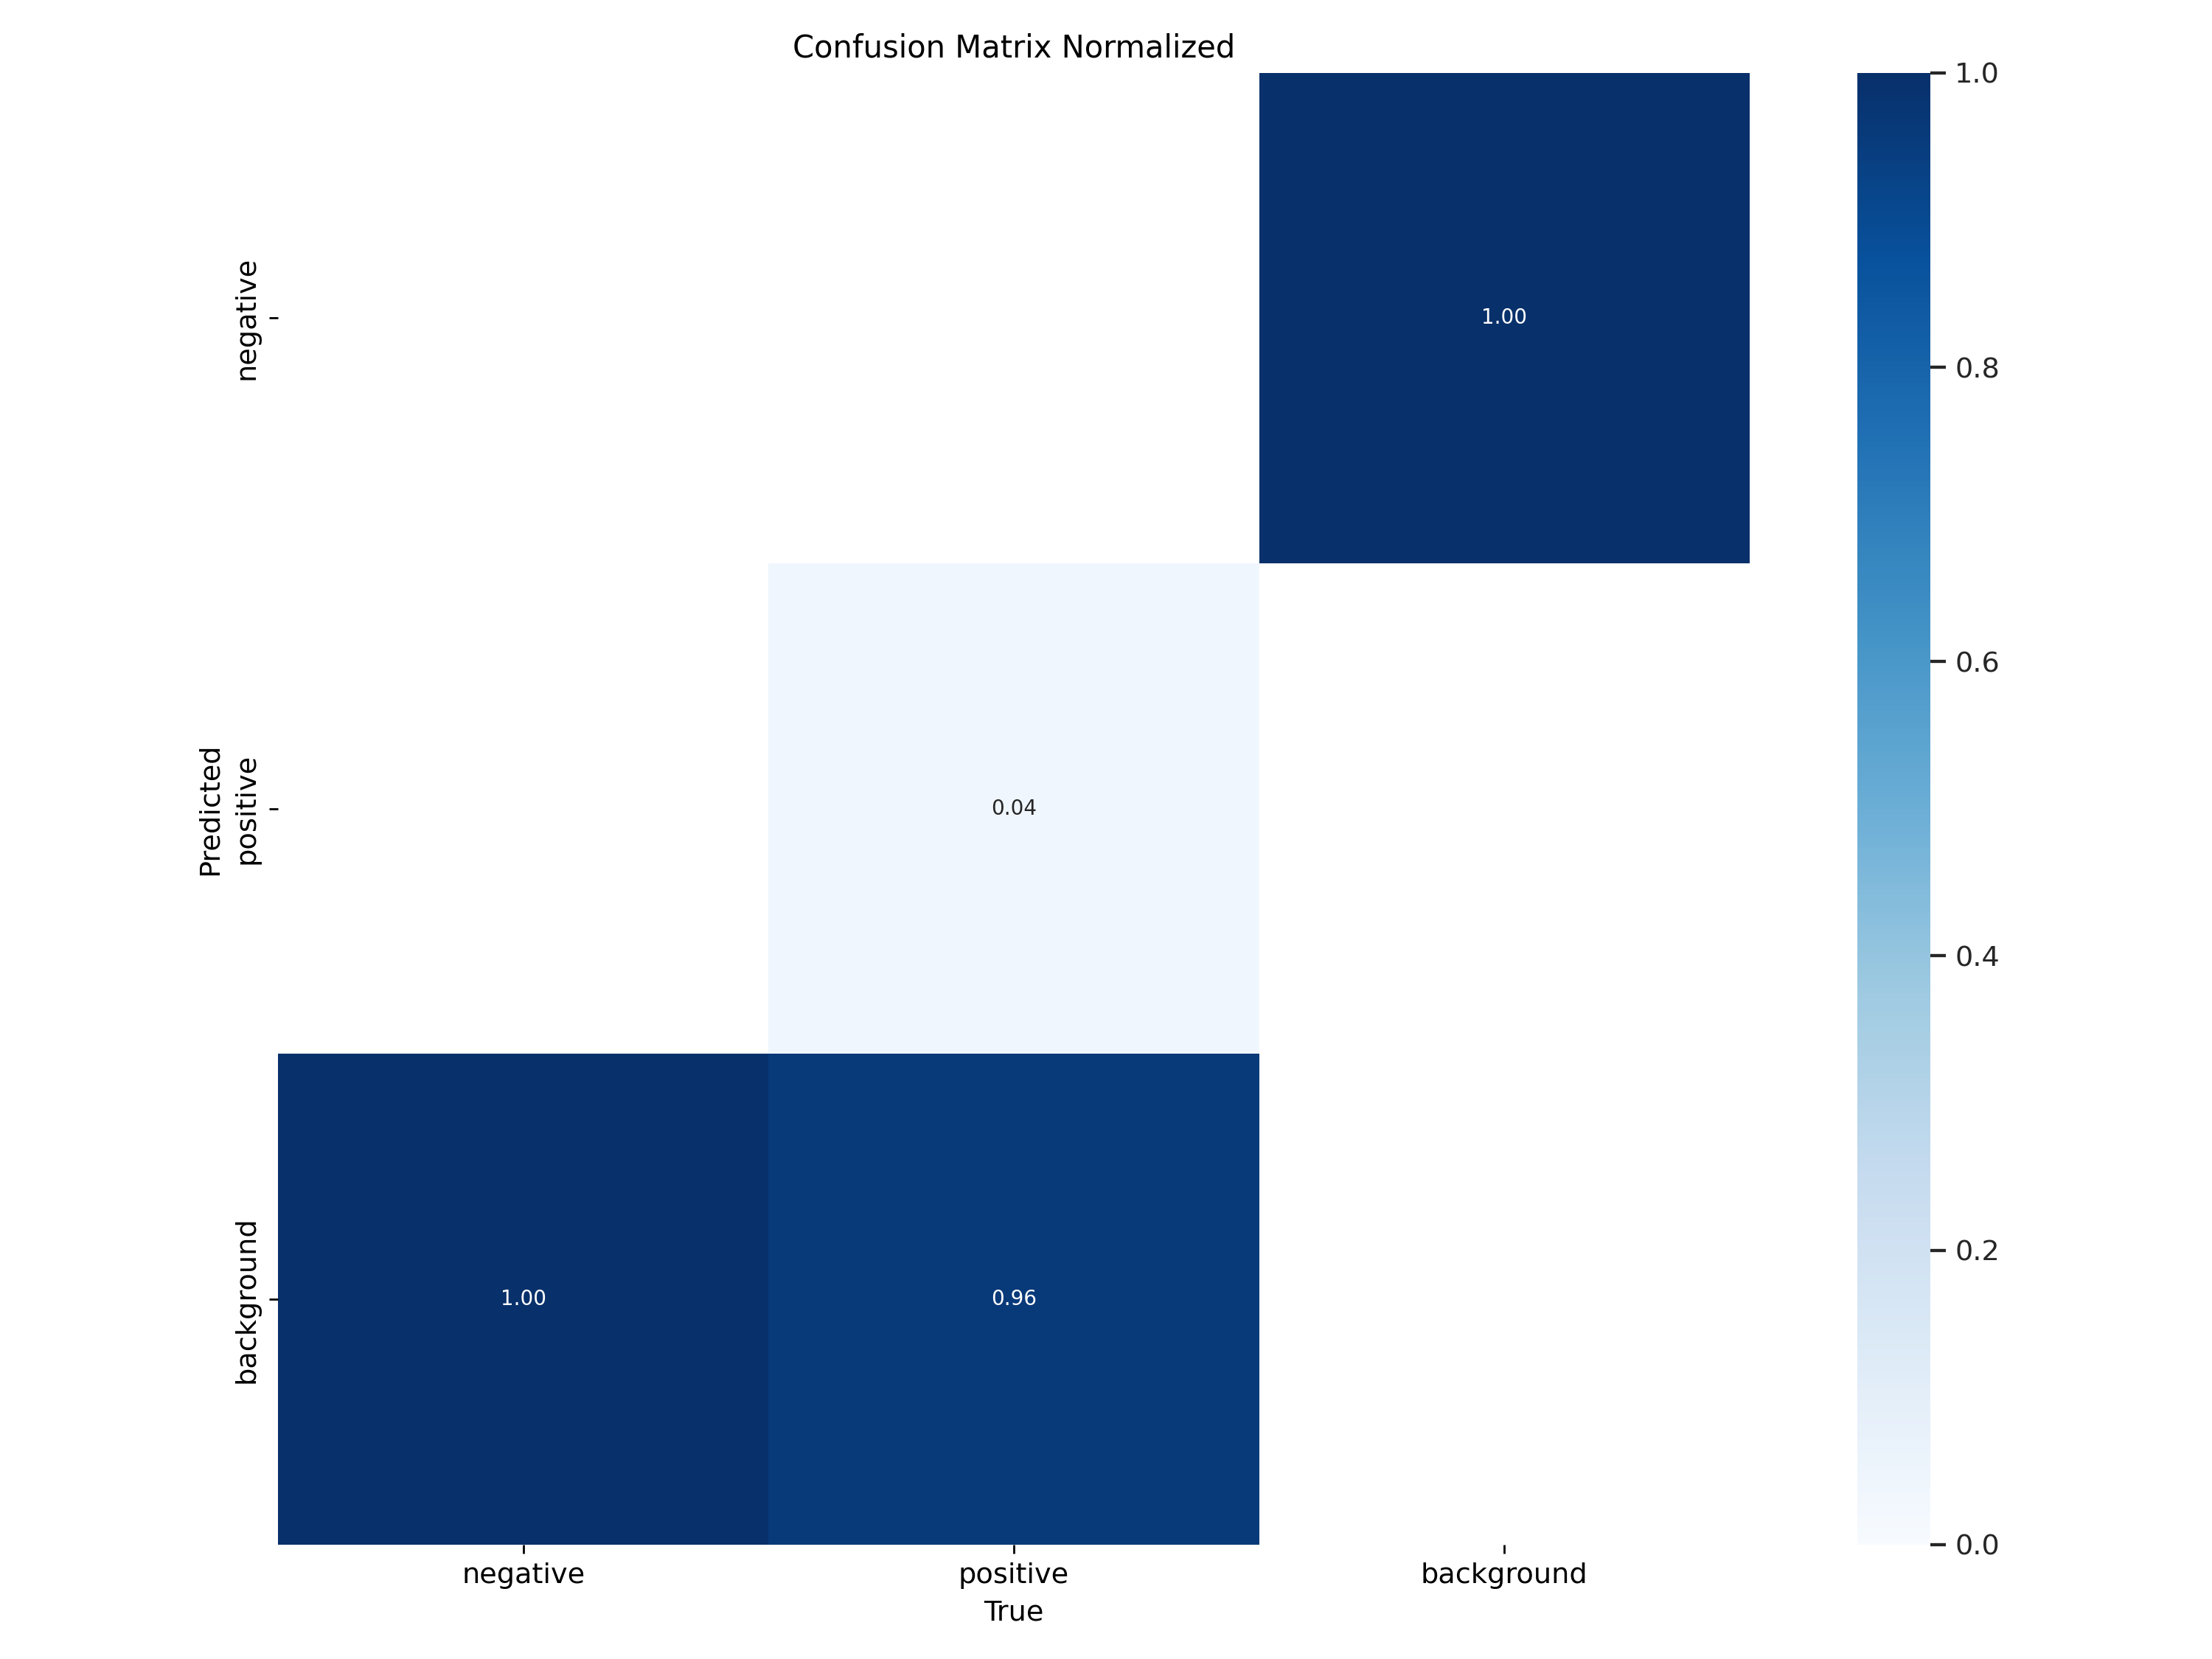 Confusion Matrix Normalized
1.0
0.8
0.6
0.4
0.2
0.0
negative
positive
background
Predicted
1.00
0.04
1.00
0.96
negative
positive
background
True